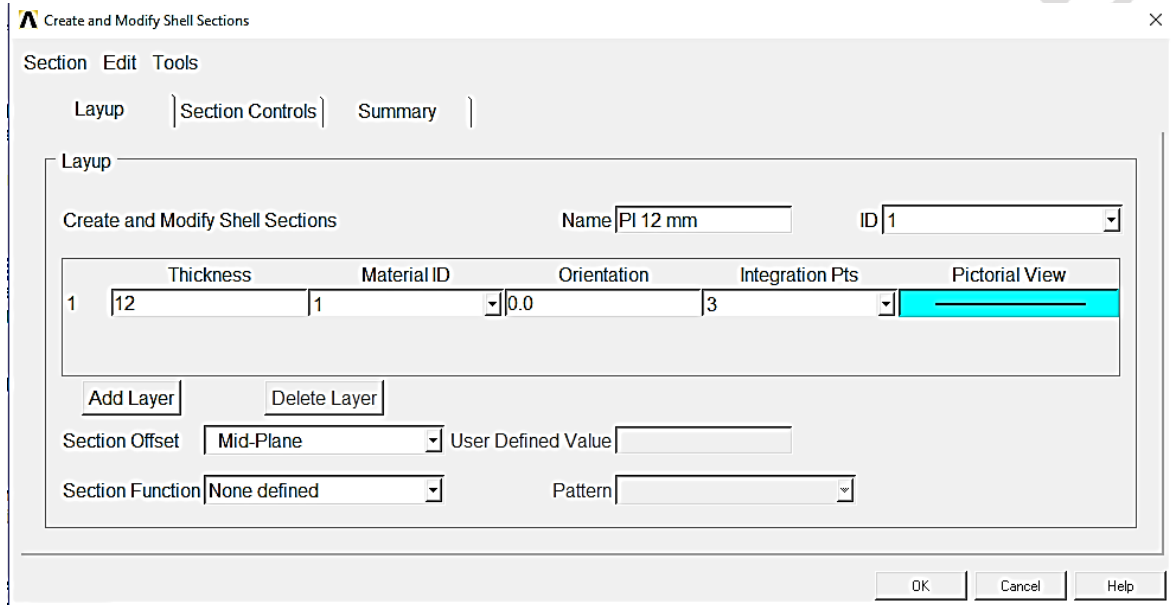 Create and Modify Shell Sections
Section Edit Tools
Layup Section Controls Summary
Layup
Create and Modify Shell Sections Name Pl 12 mm ID 1
Thickness Material ID Orientation Integration Pts Pictorial View
1 12 1 0.0 3
Add Layer Delete Layer
Section Offset Mid-Plane User Defined Value
Section Function None defined Pattern
OK Cancel Help